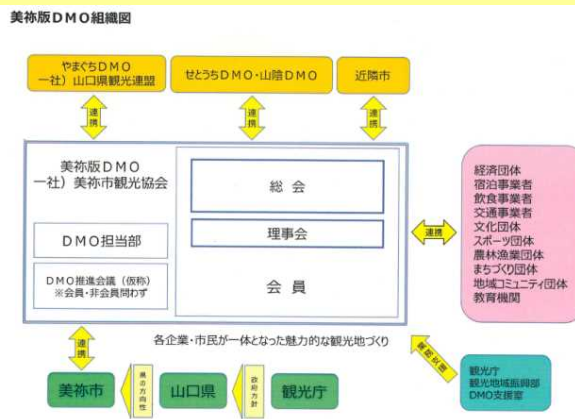 美祢版DMO組織図
やまぐちDMO
一社）山口県観光連盟
せとうちDMO・山陰DMO
近隣市
連携
連携
連携
美祢版DMO
一社）美祢市観光協会
総 会
理事会
会 員
DMO担当部
DMO推進会議（仮称）
※会員・非会員問わず
連携
経済団体
宿泊事業者
飲食事業者
交通事業者
文化団体
スポーツ団体
農林漁業団体
まちづくり団体
地域コミュニティ団体
教育機関
各企業・市民が一体となった魅力的な観光地づくり
連携
美祢市
県の方向性
山口県
政府方針
観光庁
観光庁
観光地域振興部
DMO支援室